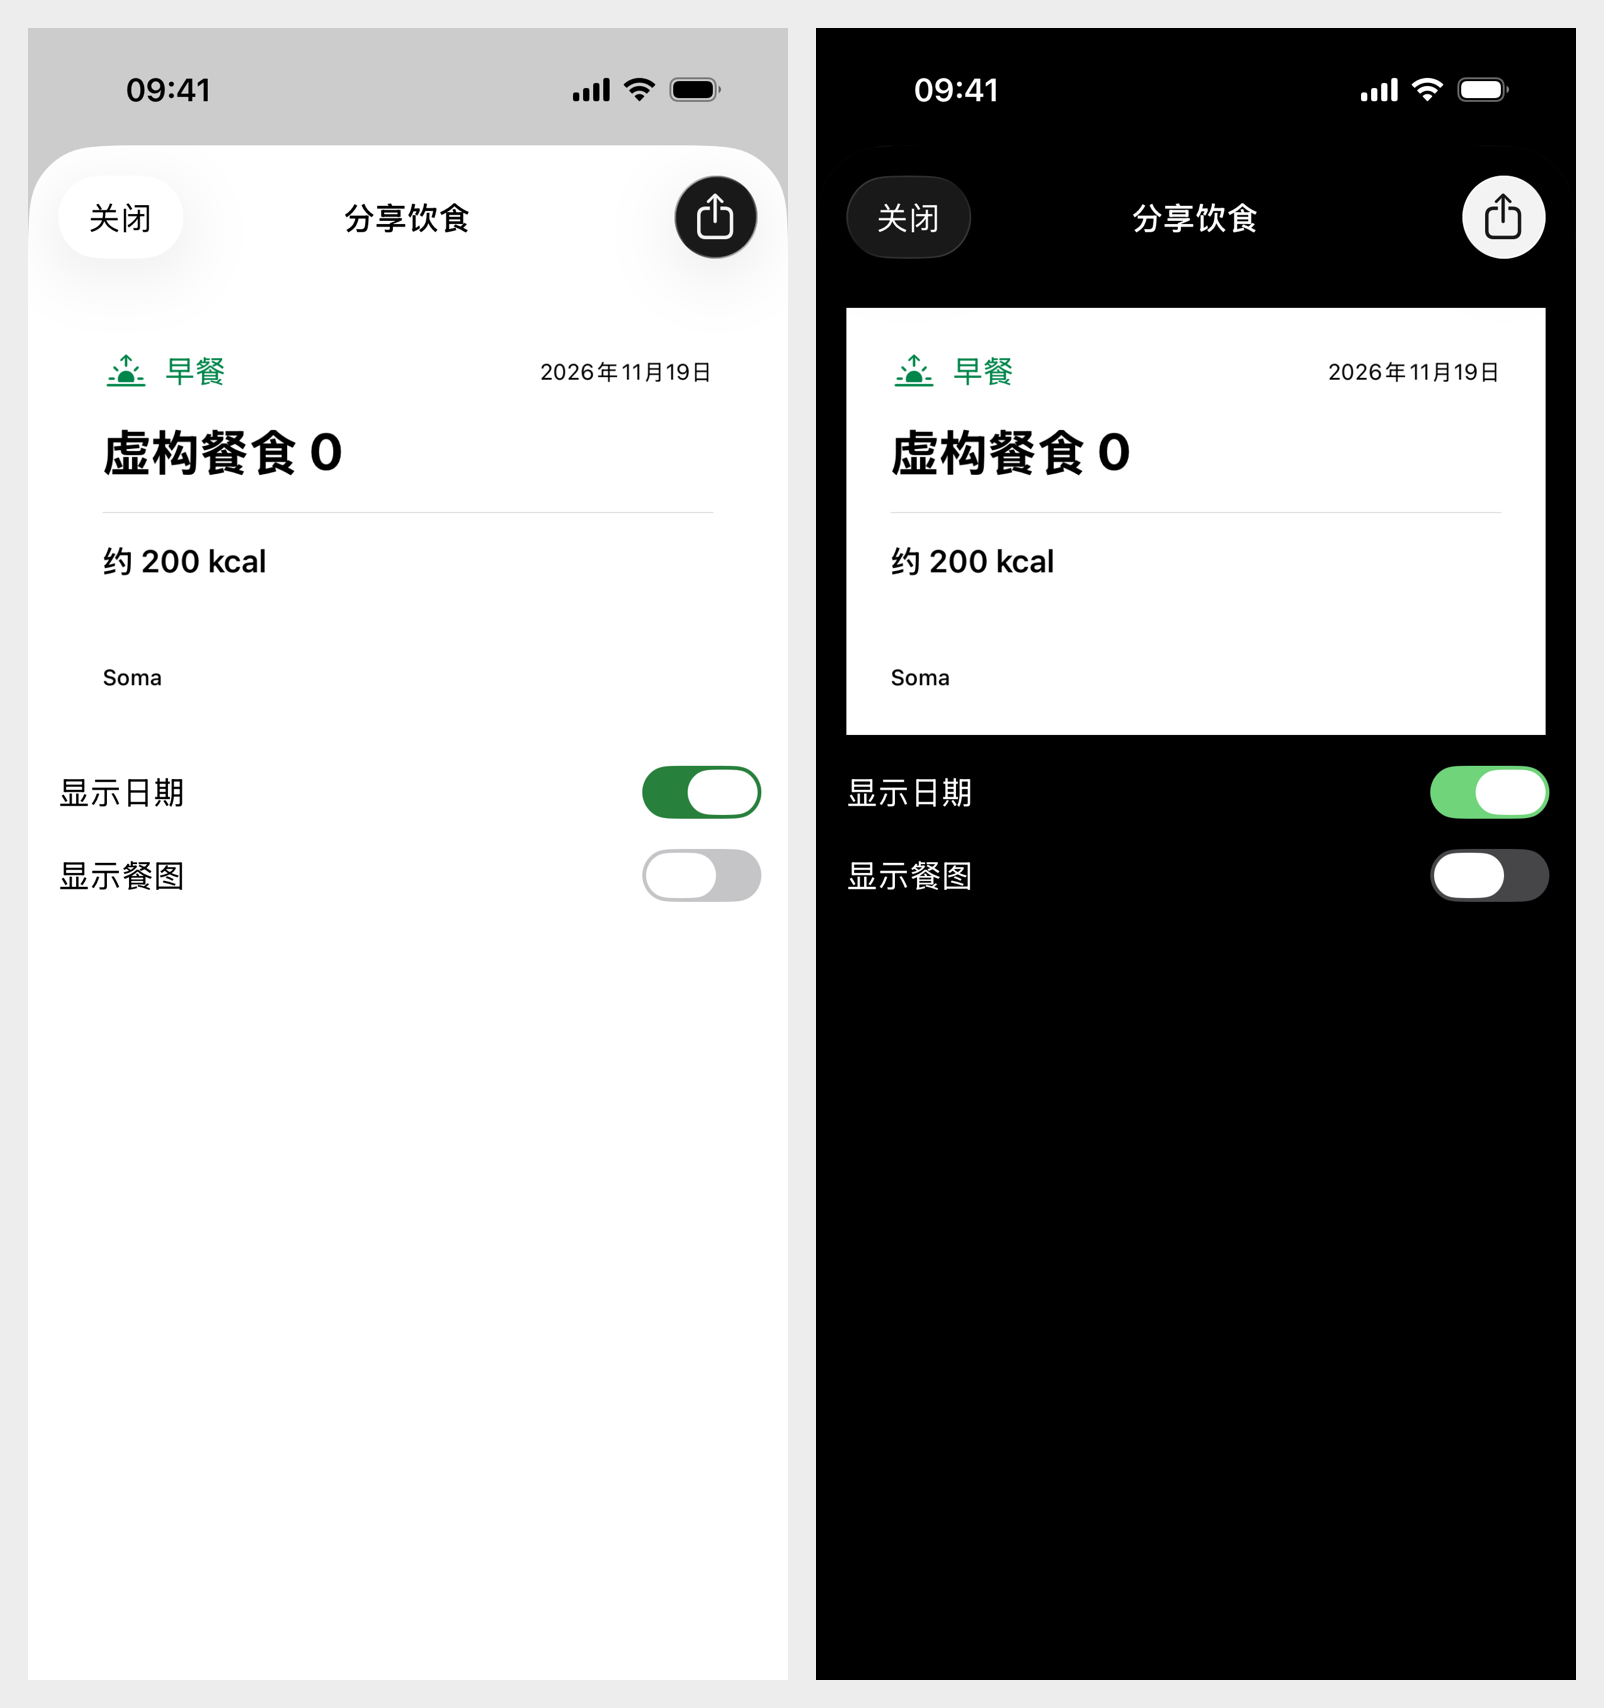 09:41
关闭
分享饮食
早餐
2026年11月19日
虚构餐食 0
约 200 kcal
Soma
显示日期
显示餐图
09:41
关闭
分享饮食
早餐
2026年11月19日
虚构餐食 0
约 200 kcal
Soma
显示日期
显示餐图